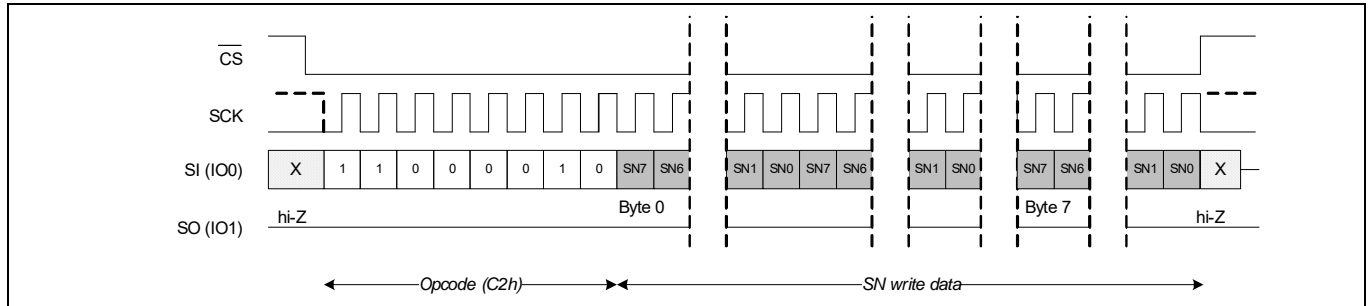 CS
SCK
SI (IO0) X 1 1 0 0 0 0 1 0 SN7 SN6 SN1 SN0 SN7 SN6 SN1 SN0 SN7 SN6 SN1 SN0 X
Byte 0 Byte 7
hi-Z hi-Z
SO (IO1)
Opcode (C2h) SN write data